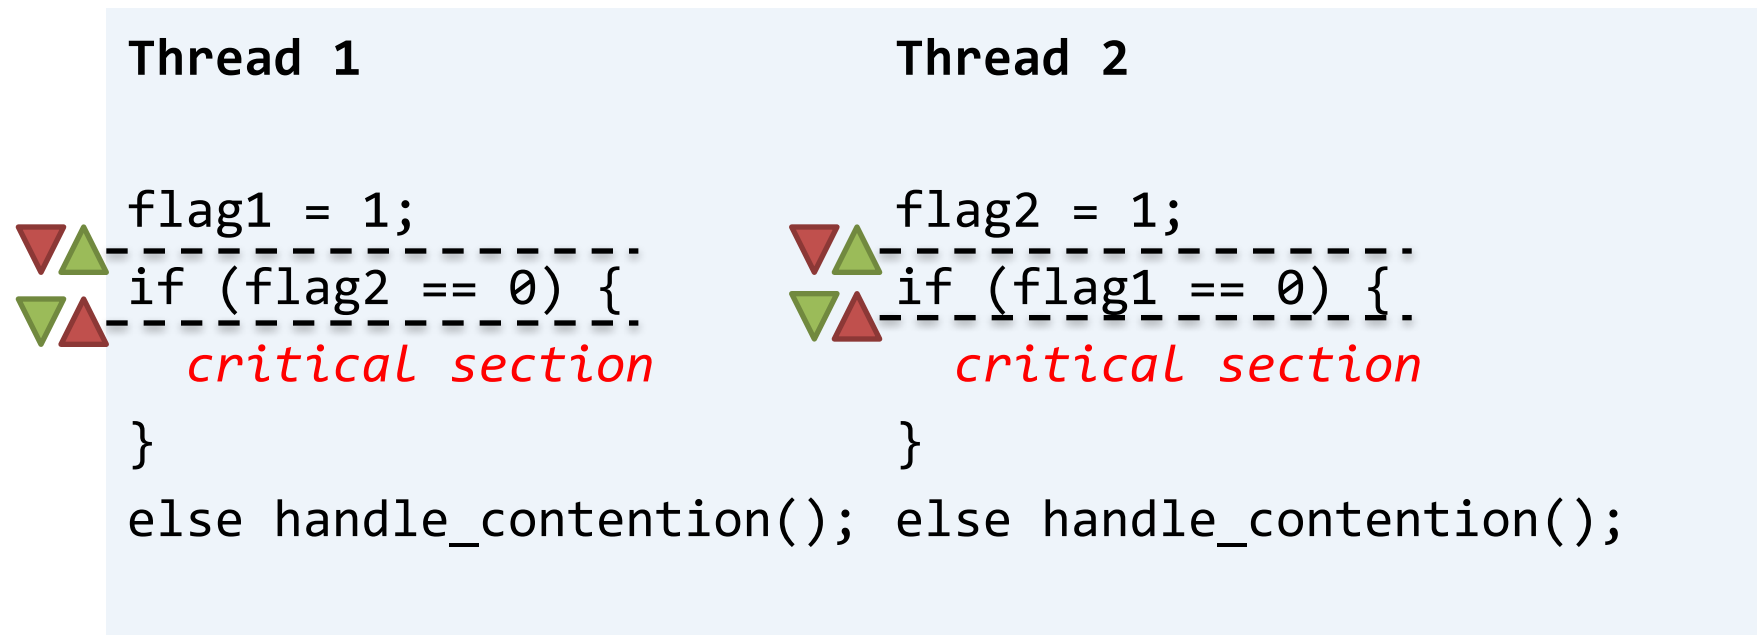 Thread 1
flag1 = 1;
if (flag2 == 0) {
critical section
}
else handle_contention();
Thread 2
flag2 = 1;
if (flag1 == 0) {
critical section
}
else handle_contention();